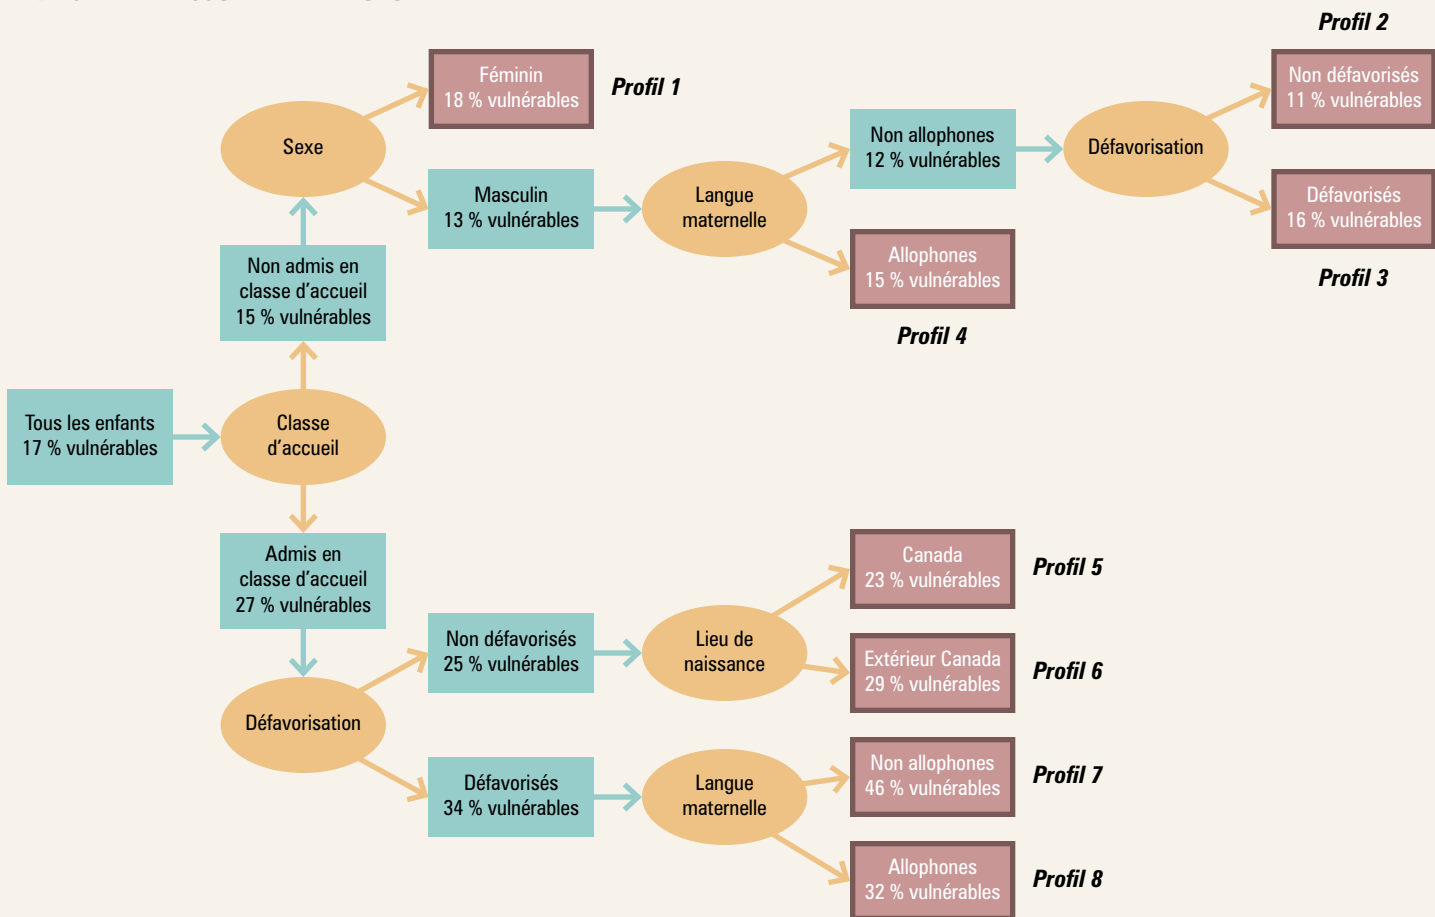 Profil 2
Féminin
18 % vulnérables
Profil 1
Non défavorisés
11 % vulnérables
Sexe
Non allophones
12 % vulnérables
Défavorisation
Masculin
13 % vulnérables
Langue
maternelle
Défavorisés
16 % vulnérables
Profil 3
Non admis en
classe d'accueil
15 % vulnérables
Allophones
15 % vulnérables
Profil 4
Tous les enfants
17 % vulnérables
Classe
d'accueil
Admis en
classe d'accueil
27 % vulnérables
Canada
23 % vulnérables
Profil 5
Non défavorisés
25 % vulnérables
Lieu de
naissance
Extérieur Canada
29 % vulnérables
Profil 6
Défavorisation
Non allophones
46 % vulnérables
Profil 7
Défavorisés
34 % vulnérables
Langue
maternelle
Allophones
32 % vulnérables
Profil 8